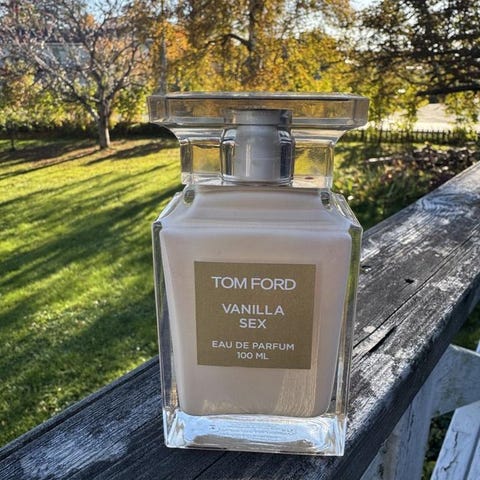 TOM FORD
VANILLA
SEX
EAU DE PARFUM
100 ML